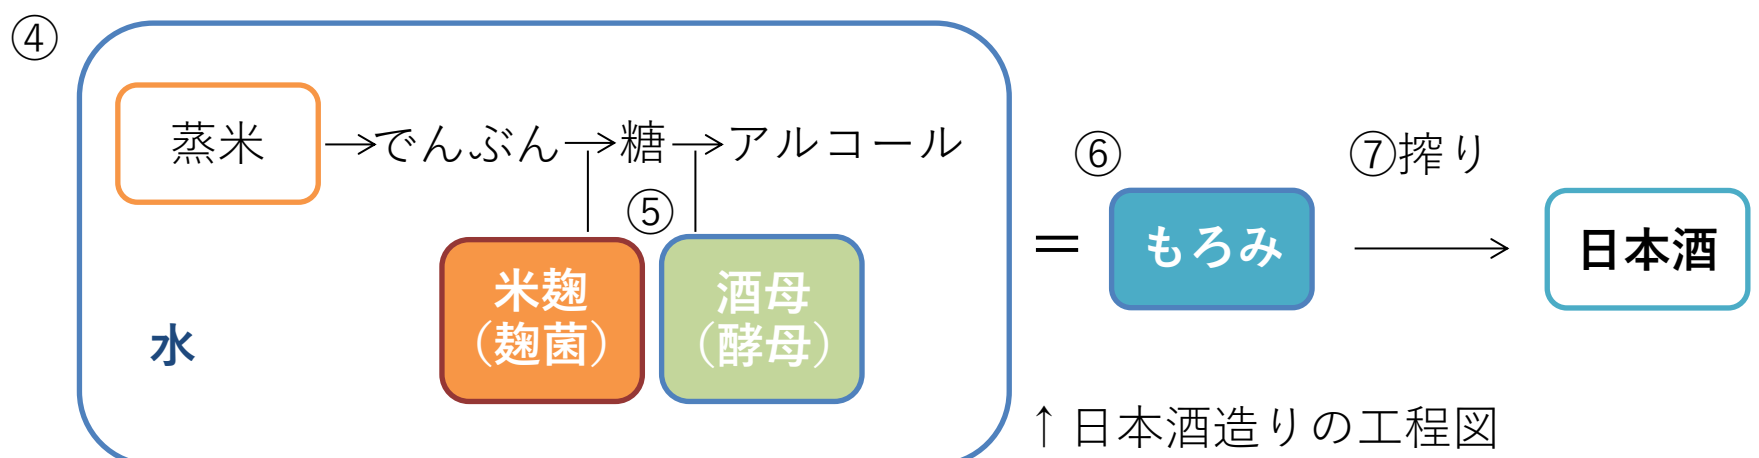 ④
蒸米→でんぶん→糖→アルコール
⑤
米麹
（麹菌）
酒母
（酵母）
水
＝
⑥
もろみ
⑦搾り
→
日本酒
↑日本酒造りの工程図